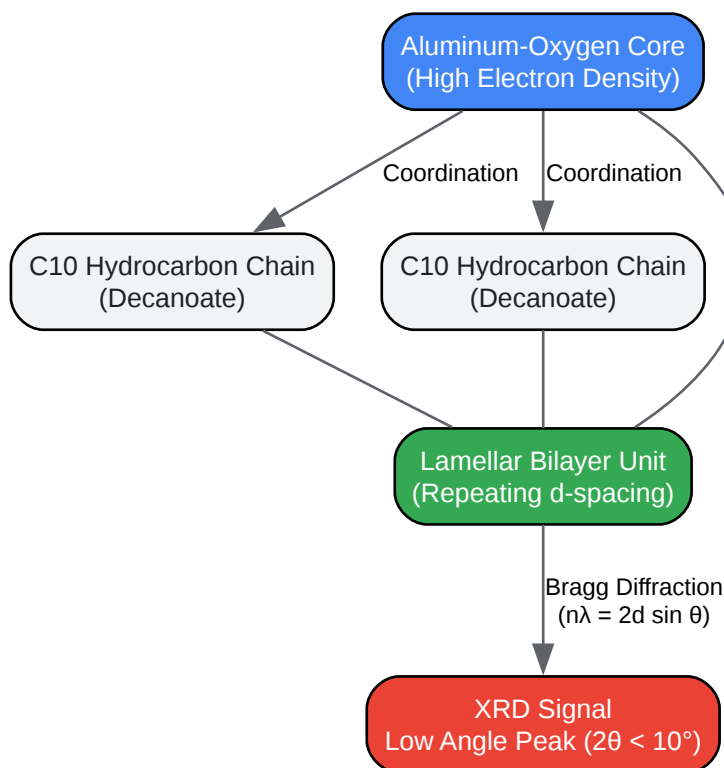 Aluminum-Oxygen Core
(High Electron Density)
Coordination
Coordination
C10 Hydrocarbon Chain
(Decanoate)
C10 Hydrocarbon Chain
(Decanoate)
Lamellar Bilayer Unit
(Repeating d-spacing)
Bragg Diffraction
(nλ = 2d sin θ)
XRD Signal
Low Angle Peak (2θ < 10°)